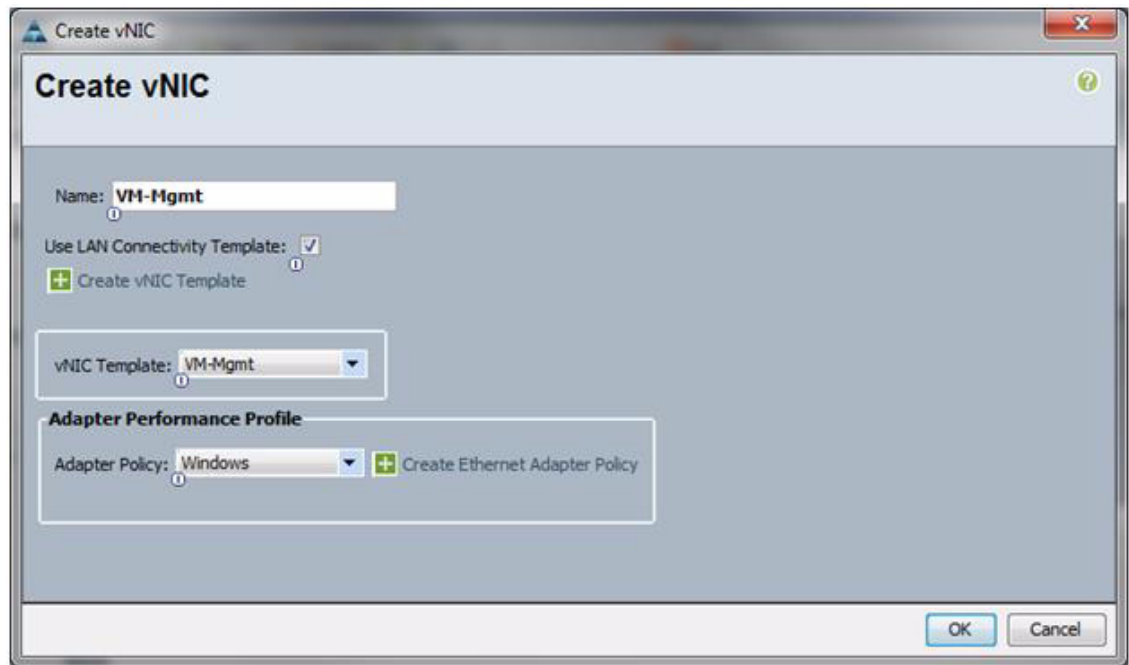 Create vNIC
Create vNIC
Name: VM-Mgmt
Use LAN Connectivity Template:
Create vNIC Template
vNIC Template: VM-Mgmt
Adapter Performance Profile
Adapter Policy: Windows Create Ethernet Adapter Policy
OK Cancel